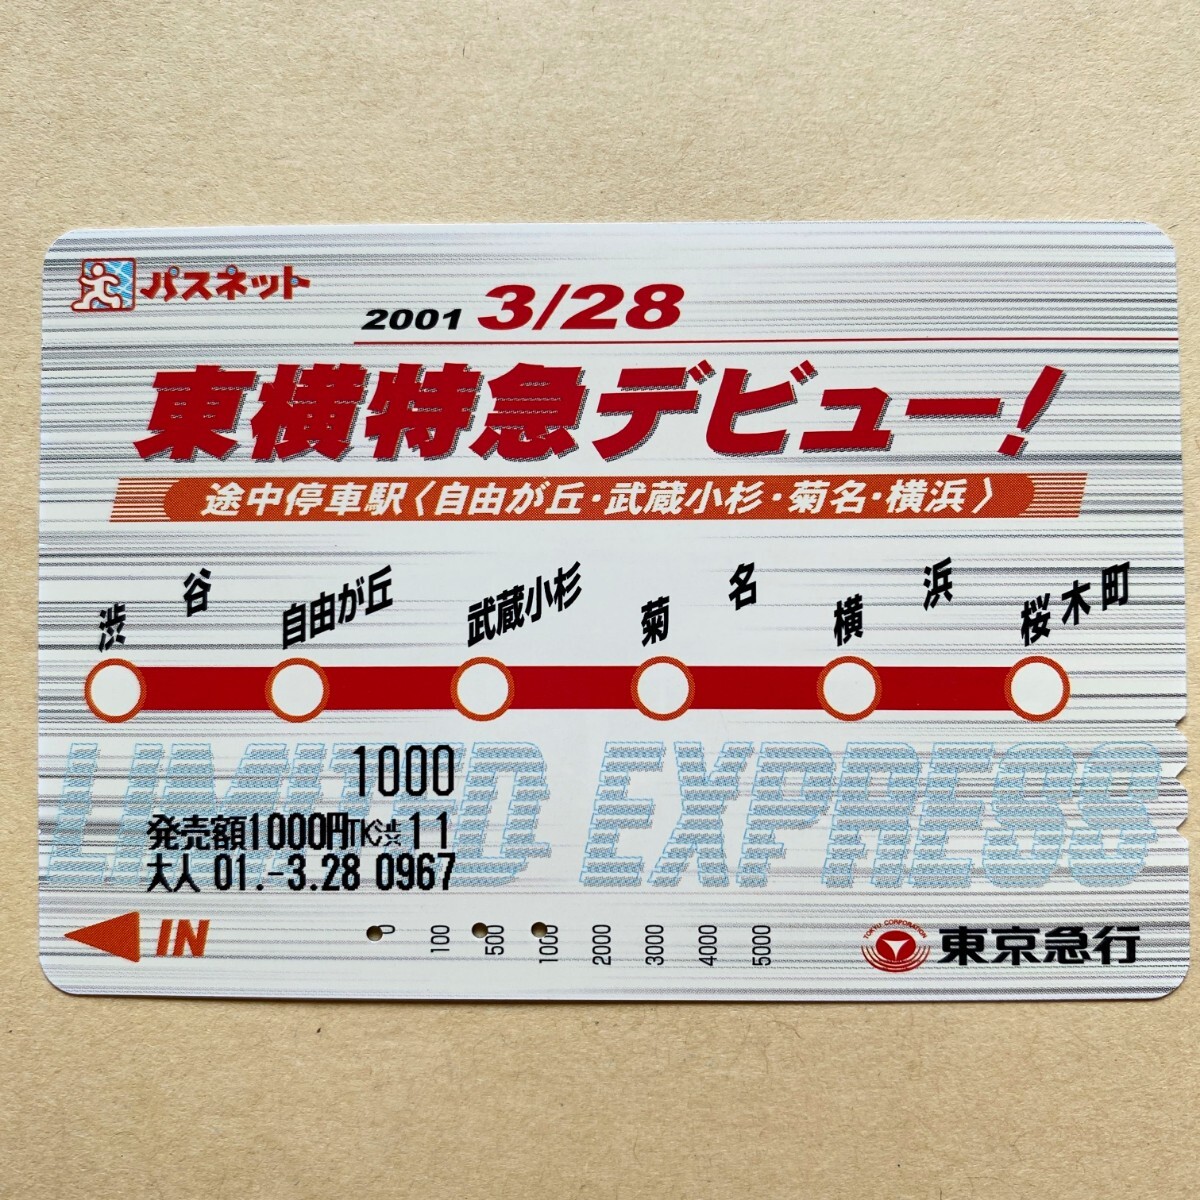 パスネット
2001 3/28
東横特急デビュー!
途中停車駅〈自由が丘・武蔵小杉・菊名・横浜〉
渋谷 自由が丘 武蔵小杉 菊名 横浜 桜木町
LIMITED EXPRESS
1000
発売額1000円TK渋11
大人 01.-3.28 0967
IN
0 100 500 1000 2000 3000 4000 5000
TOKYU CORPORATION
東京急行